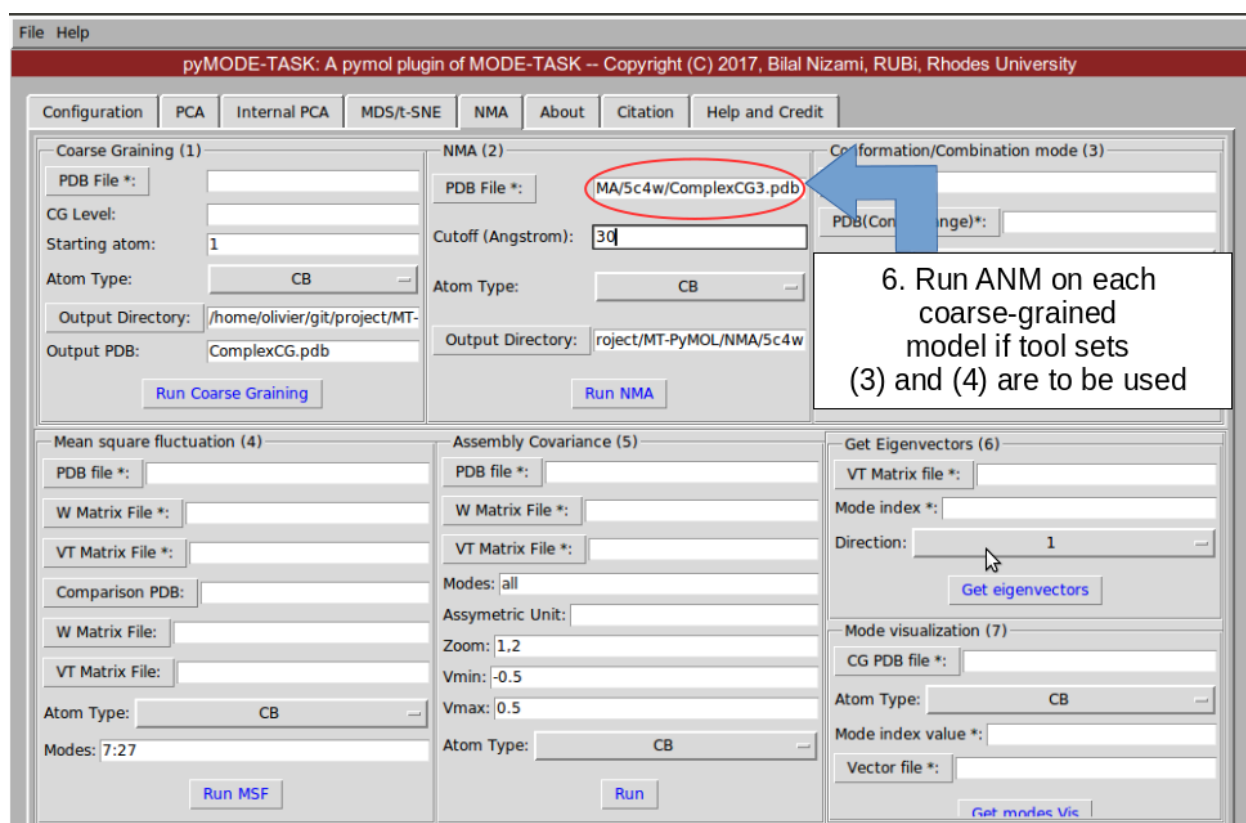 File Help
pyMODE-TASK: A pymol plugin of MODE-TASK -- Copyright (C) 2017, Bilal Nizami, RUBi, Rhodes University
Configuration PCA Internal PCA MDS/t-SNE NMA About Citation Help and Credit
Coarse Graining (1)
PDB File *:
CG Level:
Starting atom: 1
Atom Type: CB
Output Directory: /home/olivier/git/project/MT-
Output PDB: ComplexCG.pdb
Run Coarse Graining
NMA (2)
PDB File *: MA/5c4w/ComplexCG3.pdb
Cutoff (Angstrom): 30
Atom Type: CB
Output Directory: roject/MT-PyMOL/NMA/5c4w
Run NMA
Conformation/Combination mode (3)
6. Run ANM on each
coarse-grained
model if tool sets
(3) and (4) are to be used
Mean square fluctuation (4)
PDB file *:
W Matrix File *:
VT Matrix File *:
Comparison PDB:
W Matrix File:
VT Matrix File:
Atom Type: CB
Modes: 7:27
Run MSF
Assembly Covariance (5)
PDB file *:
W Matrix File *:
VT Matrix File *:
Modes: all
Assymetric Unit:
Zoom: 1,2
Vmin: -0.5
Vmax: 0.5
Atom Type: CB
Run
Get Eigenvectors (6)
VT Matrix file *:
Mode index *:
Direction: 1
Get eigenvectors
Mode visualization (7)
CG PDB file *:
Atom Type: CB
Mode index value *:
Vector file *:
Get modes Vis